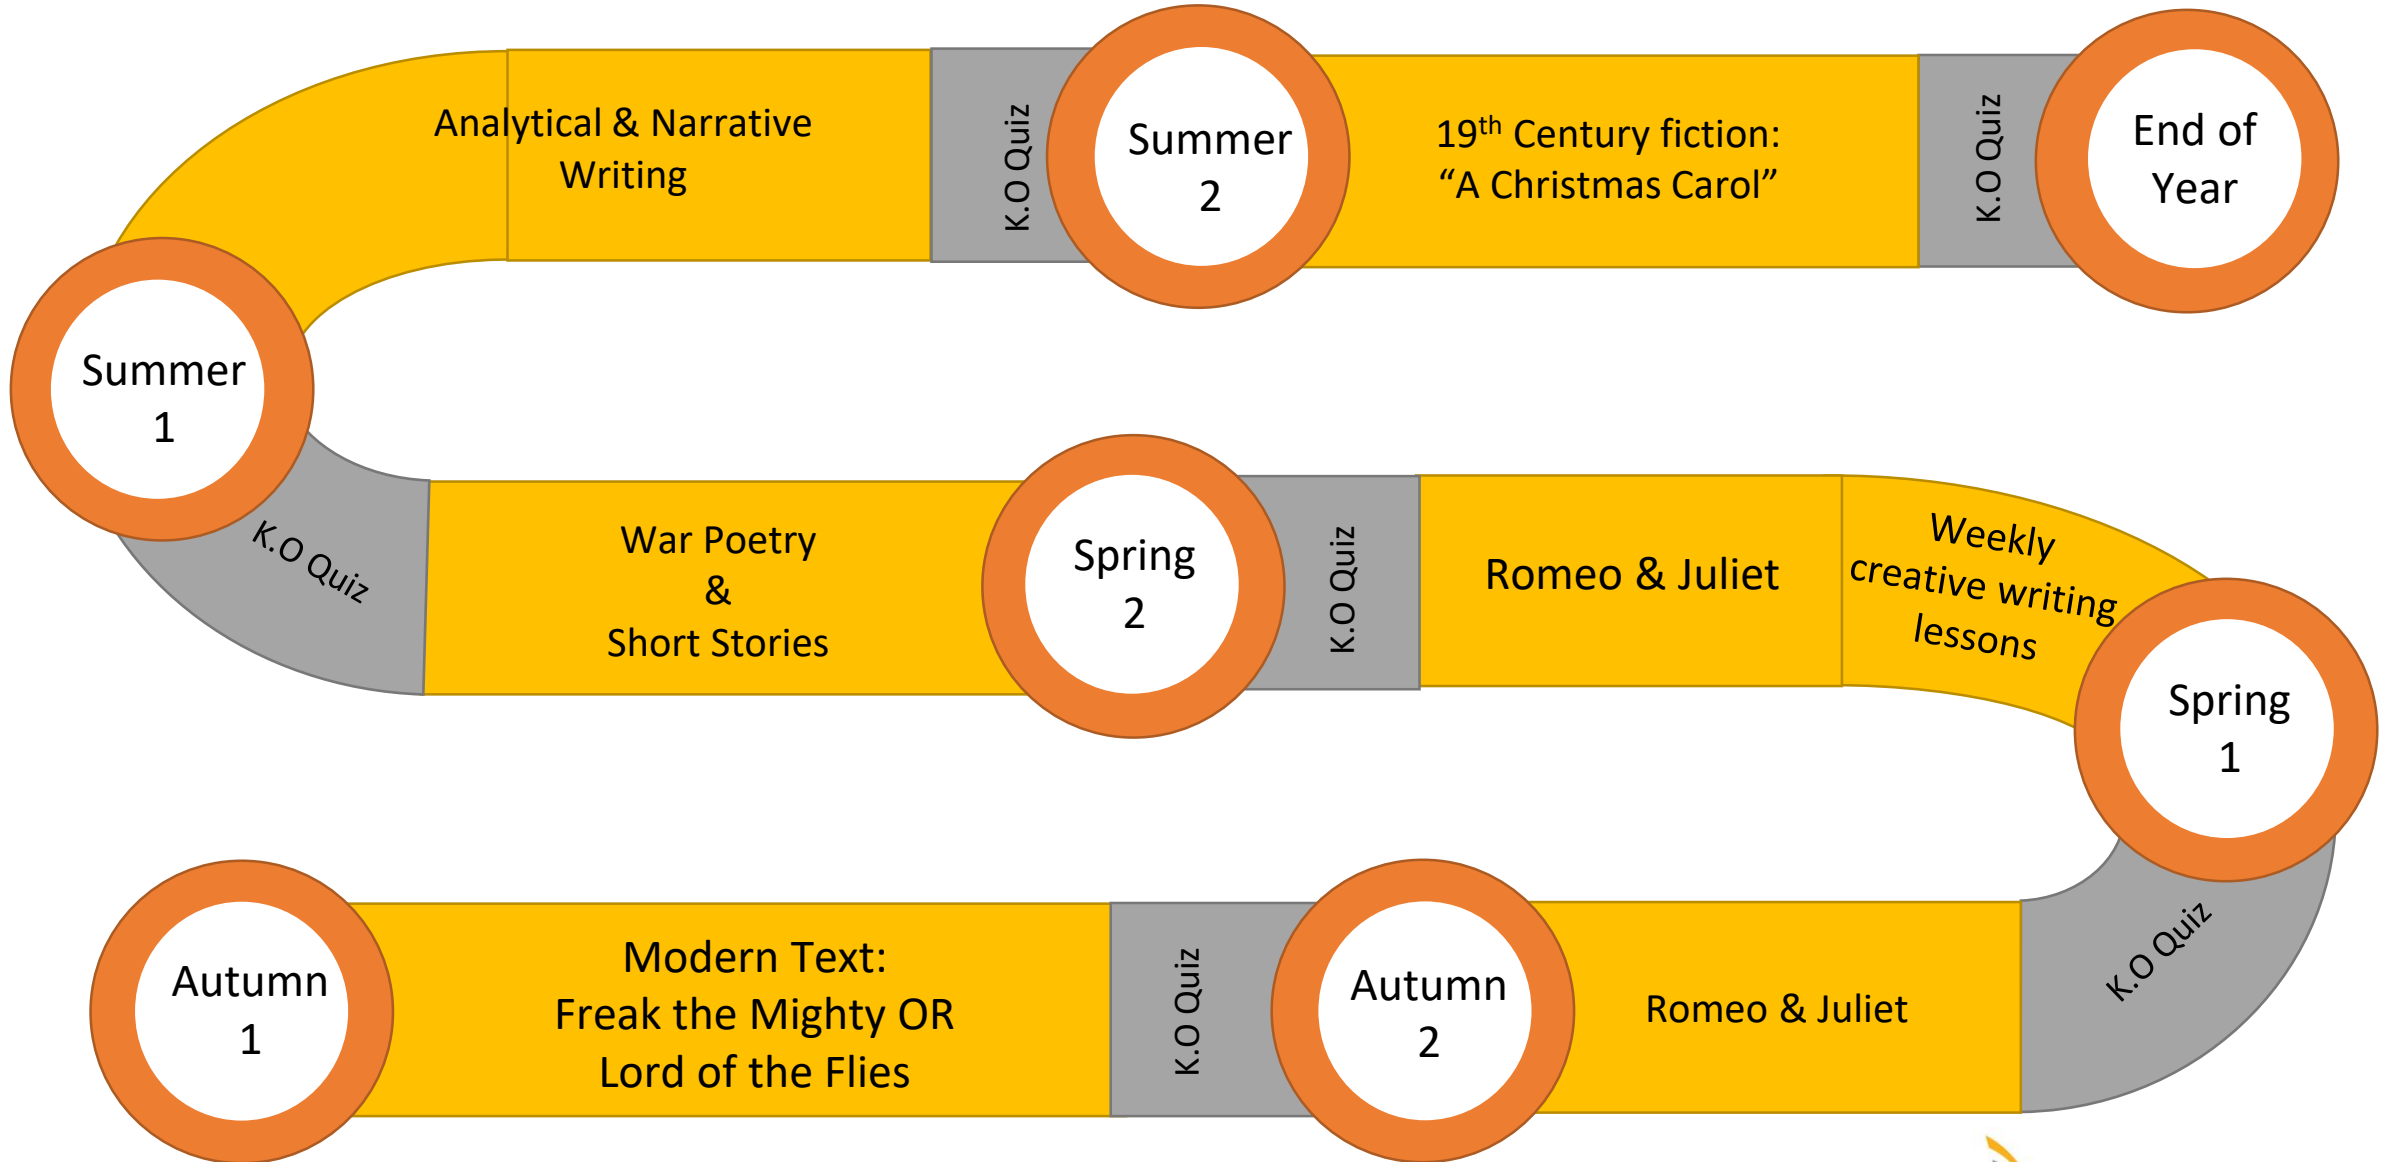 Analytical & Narrative
Writing
K.O Quiz
Summer
2
19th Century fiction:
“A Christmas Carol”
K.O Quiz
End of
Year
Summer
1
K.O Quiz
War Poetry
&
Short Stories
Spring
2
K.O Quiz
Romeo & Juliet
Weekly
creative writing
lessons
Spring
1
Autumn
1
Modern Text:
Freak the Mighty OR
Lord of the Flies
K.O Quiz
Autumn
2
Romeo & Juliet
K.O Quiz